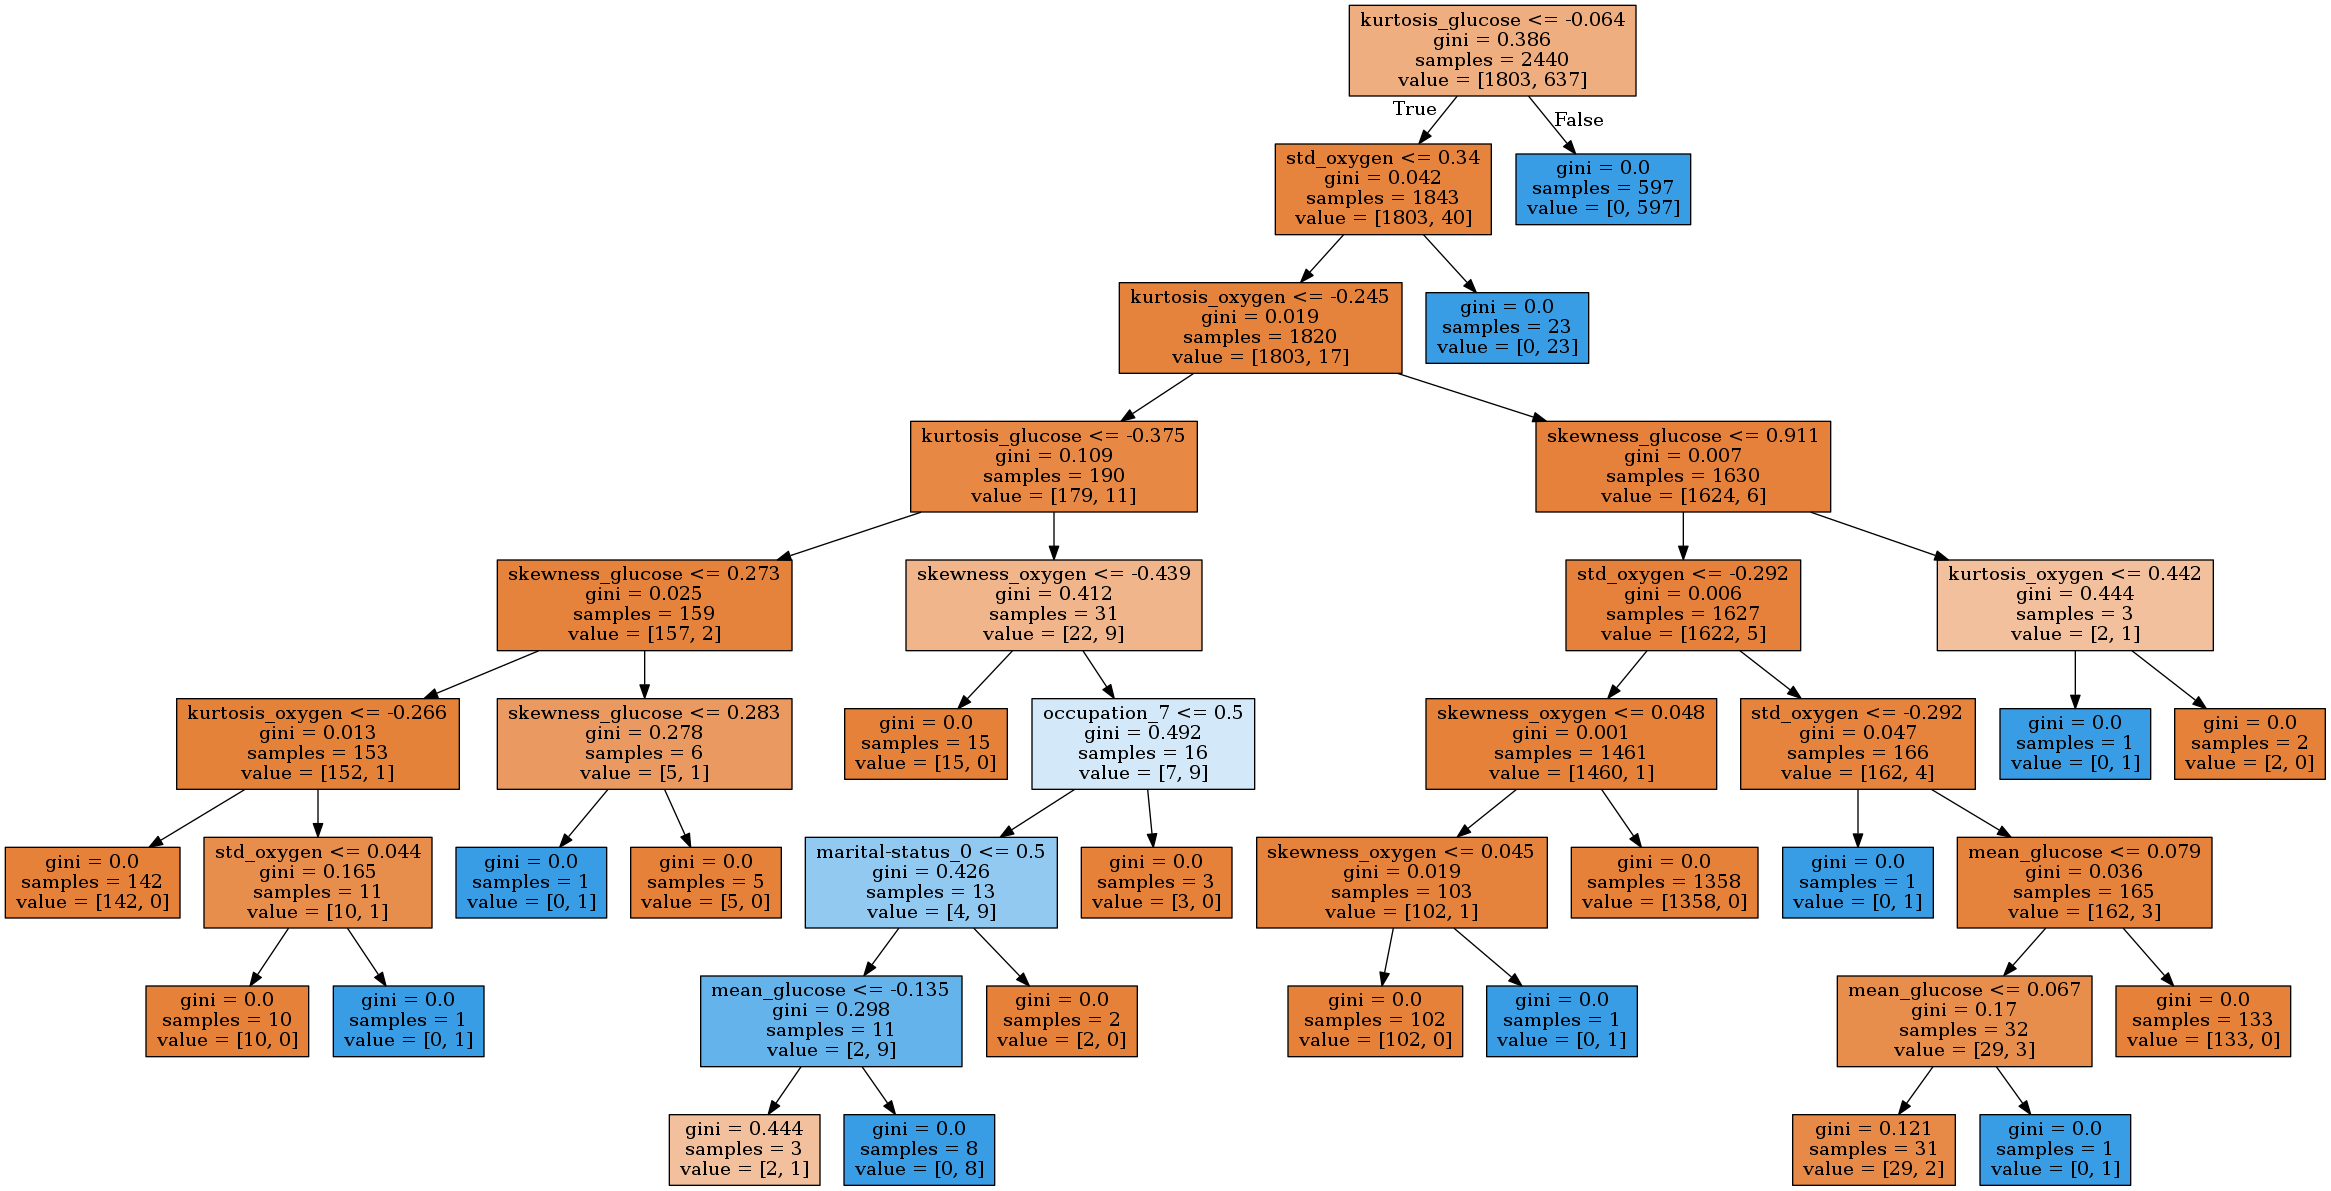 kurtosis_glucose <= -0.064
gini = 0.386
samples = 2440
value = [1803, 637]
True
False
std_oxygen <= 0.34
gini = 0.042
samples = 1843
value = [1803, 40]
gini = 0.0
samples = 597
value = [0, 597]
kurtosis_oxygen <= -0.245
gini = 0.019
samples = 1820
value = [1803, 17]
gini = 0.0
samples = 23
value = [0, 23]
kurtosis_glucose <= -0.375
gini = 0.109
samples = 190
value = [179, 11]
skewness_glucose <= 0.911
gini = 0.007
samples = 1630
value = [1624, 6]
skewness_glucose <= 0.273
gini = 0.025
samples = 159
value = [157, 2]
skewness_oxygen <= -0.439
gini = 0.412
samples = 31
value = [22, 9]
std_oxygen <= -0.292
gini = 0.006
samples = 1627
value = [1622, 5]
kurtosis_oxygen <= 0.442
gini = 0.444
samples = 3
value = [2, 1]
kurtosis_oxygen <= -0.266
gini = 0.013
samples = 153
value = [152, 1]
skewness_glucose <= 0.283
gini = 0.278
samples = 6
value = [5, 1]
gini = 0.0
samples = 15
value = [15, 0]
occupation_7 <= 0.5
gini = 0.492
samples = 16
value = [7, 9]
skewness_oxygen <= 0.048
gini = 0.001
samples = 1461
value = [1460, 1]
std_oxygen <= -0.292
gini = 0.047
samples = 166
value = [162, 4]
gini = 0.0
samples = 1
value = [0, 1]
gini = 0.0
samples = 2
value = [2, 0]
gini = 0.0
samples = 142
value = [142, 0]
std_oxygen <= 0.044
gini = 0.165
samples = 11
value = [10, 1]
gini = 0.0
samples = 1
value = [0, 1]
gini = 0.0
samples = 5
value = [5, 0]
marital-status_0 <= 0.5
gini = 0.426
samples = 13
value = [4, 9]
gini = 0.0
samples = 3
value = [3, 0]
skewness_oxygen <= 0.045
gini = 0.019
samples = 103
value = [102, 1]
gini = 0.0
samples = 1358
value = [1358, 0]
gini = 0.0
samples = 1
value = [0, 1]
mean_glucose <= 0.079
gini = 0.036
samples = 165
value = [162, 3]
gini = 0.0
samples = 10
value = [10, 0]
gini = 0.0
samples = 1
value = [0, 1]
mean_glucose <= -0.135
gini = 0.298
samples = 11
value = [2, 9]
gini = 0.0
samples = 2
value = [2, 0]
gini = 0.0
samples = 102
value = [102, 0]
gini = 0.0
samples = 1
value = [0, 1]
mean_glucose <= 0.067
gini = 0.17
samples = 32
value = [29, 3]
gini = 0.0
samples = 133
value = [133, 0]
gini = 0.444
samples = 3
value = [2, 1]
gini = 0.0
samples = 8
value = [0, 8]
gini = 0.121
samples = 31
value = [29, 2]
gini = 0.0
samples = 1
value = [0, 1]